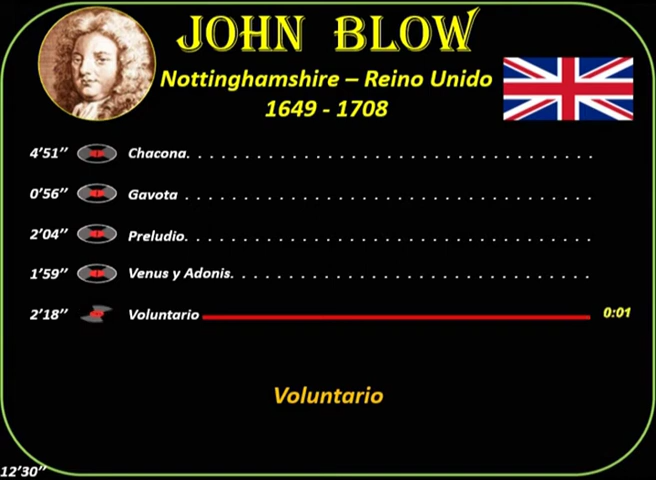 JOHN BLOW
Nottinghamshire – Reino Unido
1649 - 1708
4’51’’ Chacona. . . . . . . . . . . . . . . . . . . . . . . . . . . . . .
0’56’’ Gavota . . . . . . . . . . . . . . . . . . . . . . . . . . . . . .
2’04’’ Preludio. . . . . . . . . . . . . . . . . . . . . . . . . . . . . .
1’59’’ Venus y Adonis. . . . . . . . . . . . . . . . . . . . . . . . . . .
2’18’’ Voluntario 0:01
Voluntario
12’30’’